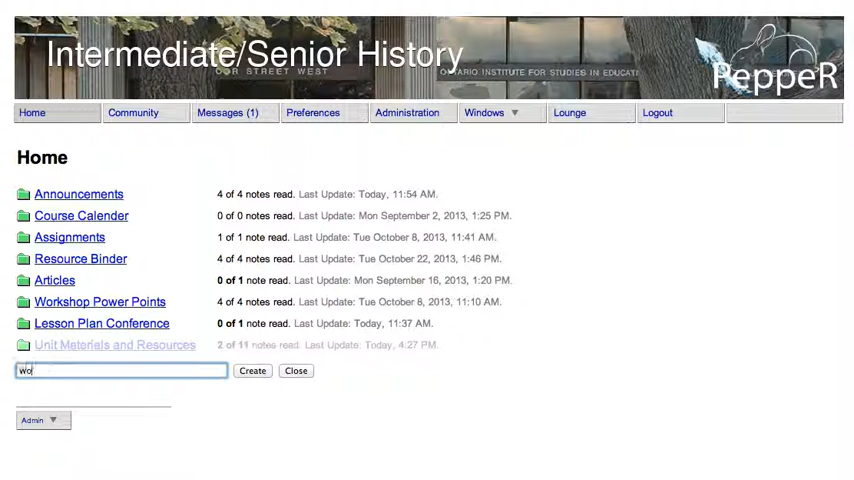 Intermediate/Senior History
OOR STREET WEST
ONTARIO INSTITUTE FOR STUDIES IN EDUCATI
PeppeR
Home Community Messages (1) Preferences Administration Windows Lounge Logout
Home
Announcements 4 of 4 notes read. Last Update: Today, 11:54 AM.
Course Calender 0 of 0 notes read. Last Update: Mon September 2, 2013, 1:25 PM.
Assignments 1 of 1 note read. Last Update: Tue October 8, 2013, 11:41 AM.
Resource Binder 4 of 4 notes read. Last Update: Tue October 22, 2013, 1:46 PM.
Articles 0 of 1 note read. Last Update: Mon September 16, 2013, 1:20 PM.
Workshop Power Points 4 of 4 notes read. Last Update: Tue October 8, 2013, 11:10 AM.
Lesson Plan Conference 0 of 1 note read. Last Update: Today, 11:37 AM.
Unit Materials and Resources 2 of 11 notes read. Last Update: Today, 4:27 PM.
wo Create Close
Admin